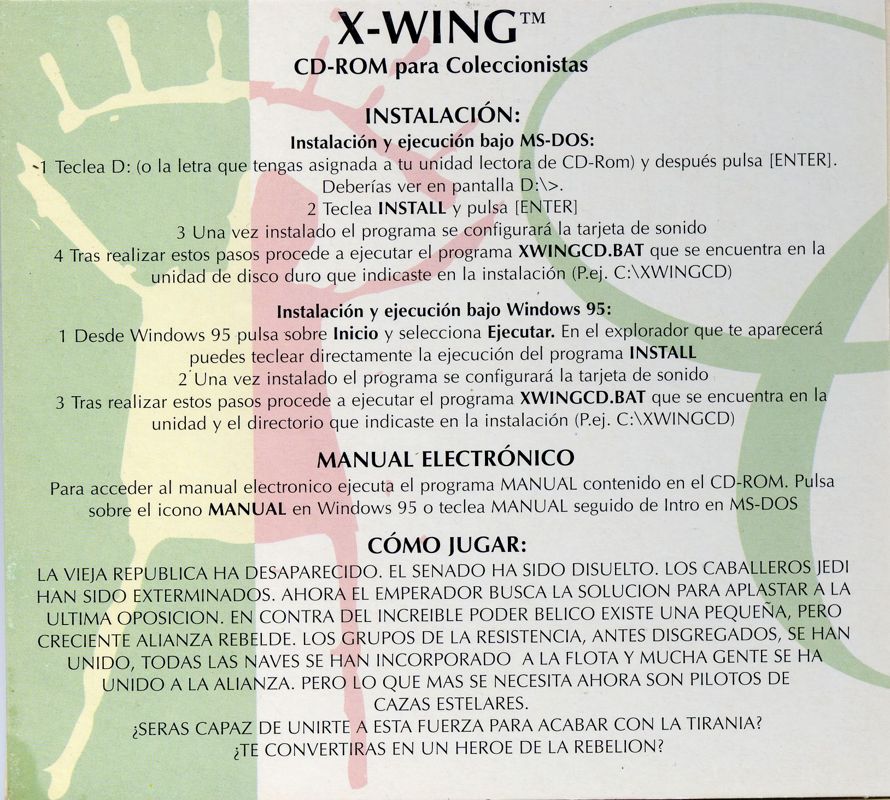 X-WING™
CD-ROM para Coleccionistas
INSTALACIÓN:
Instalación y ejecución bajo MS-DOS:
1 Teclea D: (o la letra que tengas asignada a tu unidad lectora de CD-Rom) y después pulsa [ENTER].
Deberías ver en pantalla D:\>.
2 Teclea INSTALL y pulsa [ENTER]
3 Una vez instalado el programa se configurará la tarjeta de sonido
4 Tras realizar estos pasos procede a ejecutar el programa XWINGCD.BAT que se encuentra en la
unidad de disco duro que indicaste en la instalación (P.ej. C:\XWINGCD)
Instalación y ejecución bajo Windows 95:
1 Desde Windows 95 pulsa sobre Inicio y selecciona Ejecutar. En el explorador que te aparecerá
puedes teclear directamente la ejecución del programa INSTALL
2 Una vez instalado el programa se configurará la tarjeta de sonido
3 Tras realizar estos pasos procede a ejecutar el programa XWINGCD.BAT que se encuentra en la
unidad y el directorio que indicaste en la instalación (P.ej. C:\XWINGCD)
MANUAL ELECTRÓNICO
Para acceder al manual electronico ejecuta el programa MANUAL contenido en el CD-ROM. Pulsa
sobre el icono MANUAL en Windows 95 o teclea MANUAL seguido de Intro en MS-DOS
CÓMO JUGAR:
LA VIEJA REPUBLICA HA DESAPARECIDO. EL SENADO HA SIDO DISUELTO. LOS CABALLEROS JEDI
HAN SIDO EXTERMINADOS. AHORA EL EMPERADOR BUSCA LA SOLUCION PARA APLASTAR A LA
ULTIMA OPOSICION. EN CONTRA DEL INCREIBLE PODER BELICO EXISTE UNA PEQUEÑA, PERO
CRECIENTE ALIANZA REBELDE. LOS GRUPOS DE LA RESISTENCIA, ANTES DISGREGADOS, SE HAN
UNIDO, TODAS LAS NAVES SE HAN INCORPORADO A LA FLOTA Y MUCHA GENTE SE HA
UNIDO A LA ALIANZA. PERO LO QUE MAS SE NECESITA AHORA SON PILOTOS DE
CAZAS ESTELARES.
¿SERAS CAPAZ DE UNIRTE A ESTA FUERZA PARA ACABAR CON LA TIRANIA?
¿TE CONVERTIRAS EN UN HEROE DE LA REBELION?